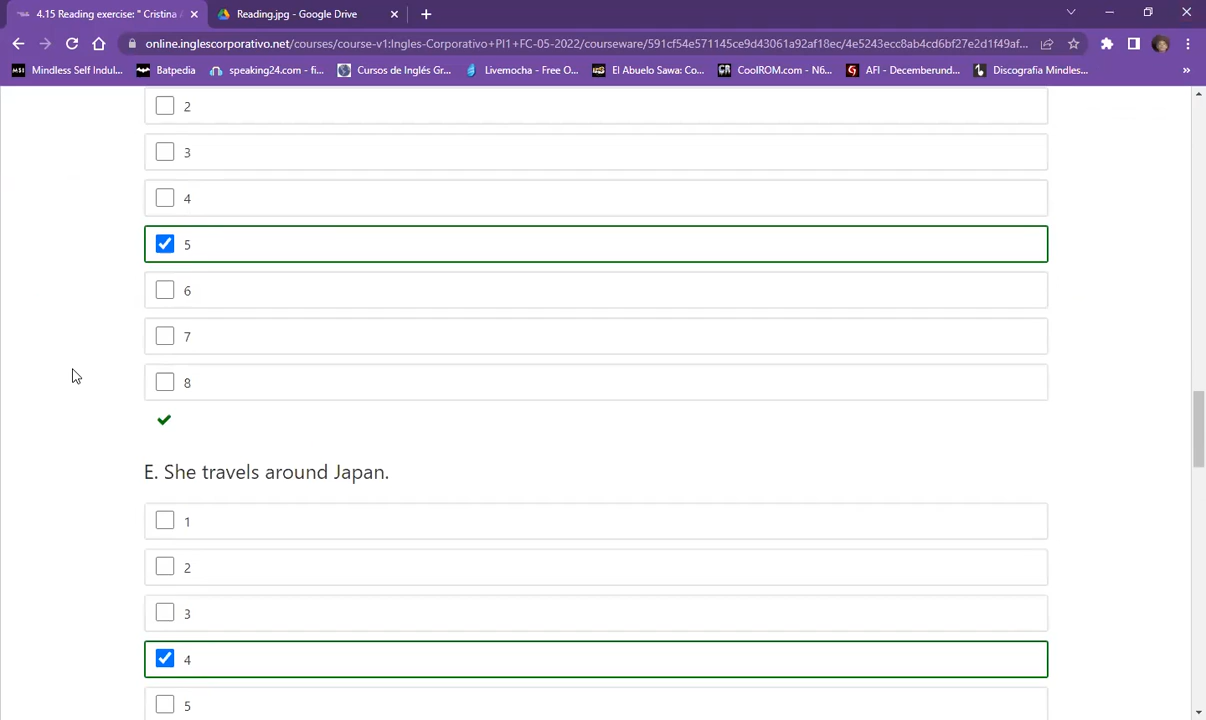 4.15 Reading exercise: " Cristina
Reading.jpg - Google Drive
online.inglescorporativo.net/courses/course-v1:Ingles-Corporativo+PI1+FC-05-2022/courseware/591cf54e571145ce9d43061a92af18ec/4e5243ecc8ab4cd6bf27e2d1f49af...
MSI Mindless Self Indul... Batpedia speaking24.com - fi... Cursos de Inglés Gr... Livemocha - Free O... El Abuelo Sawa: Co... CoolROM.com - N6... AFI - Decemberund... Discografia Mindles... »
2
3
4
5
6
7
8
E. She travels around Japan.
1
2
3
4
5